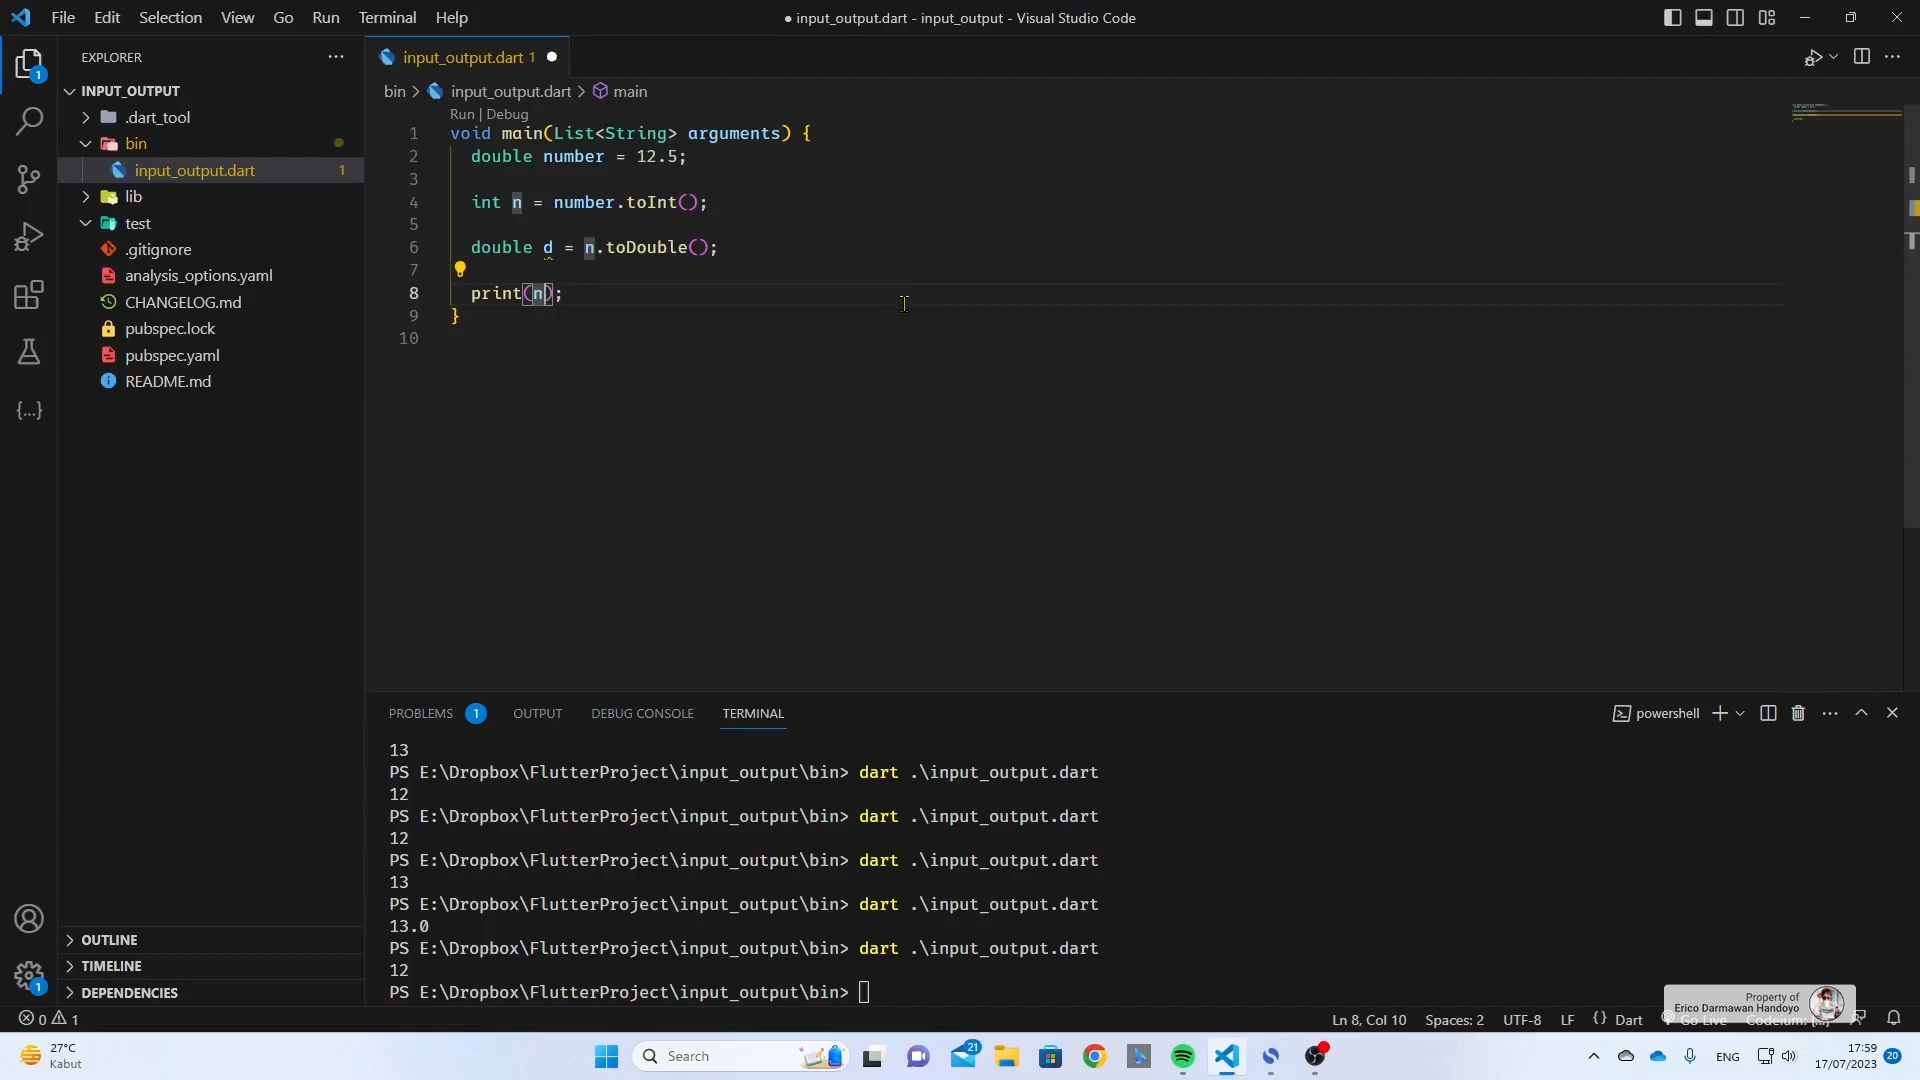 File Edit Selection View Go Run Terminal Help
● input_output.dart - input_output - Visual Studio Code
EXPLORER
INPUT_OUTPUT
.dart_tool
bin
input_output.dart 1
lib
test
.gitignore
analysis_options.yaml
CHANGELOG.md
pubspec.lock
pubspec.yaml
README.md
OUTLINE
TIMELINE
DEPENDENCIES
input_output.dart 1
bin > input_output.dart > main
Run | Debug
1 void main(List<String> arguments) {
2 double number = 12.5;
3
4 int n = number.toInt();
5
6 double d = n.toDouble();
7
8 print(n);
9 }
10
PROBLEMS 1 OUTPUT DEBUG CONSOLE TERMINAL
powershell
13
PS E:\Dropbox\FlutterProject\input_output\bin> dart .\input_output.dart
12
PS E:\Dropbox\FlutterProject\input_output\bin> dart .\input_output.dart
12
PS E:\Dropbox\FlutterProject\input_output\bin> dart .\input_output.dart
13
PS E:\Dropbox\FlutterProject\input_output\bin> dart .\input_output.dart
13.0
PS E:\Dropbox\FlutterProject\input_output\bin> dart .\input_output.dart
12
PS E:\Dropbox\FlutterProject\input_output\bin>
Property of
Erico Darmawan Handoyo
0 1
Ln 8, Col 10 Spaces: 2 UTF-8 LF {} Dart Go Live Codeium: {...}
27°C
Kabut
Search
21
ENG
17:59
17/07/2023
20